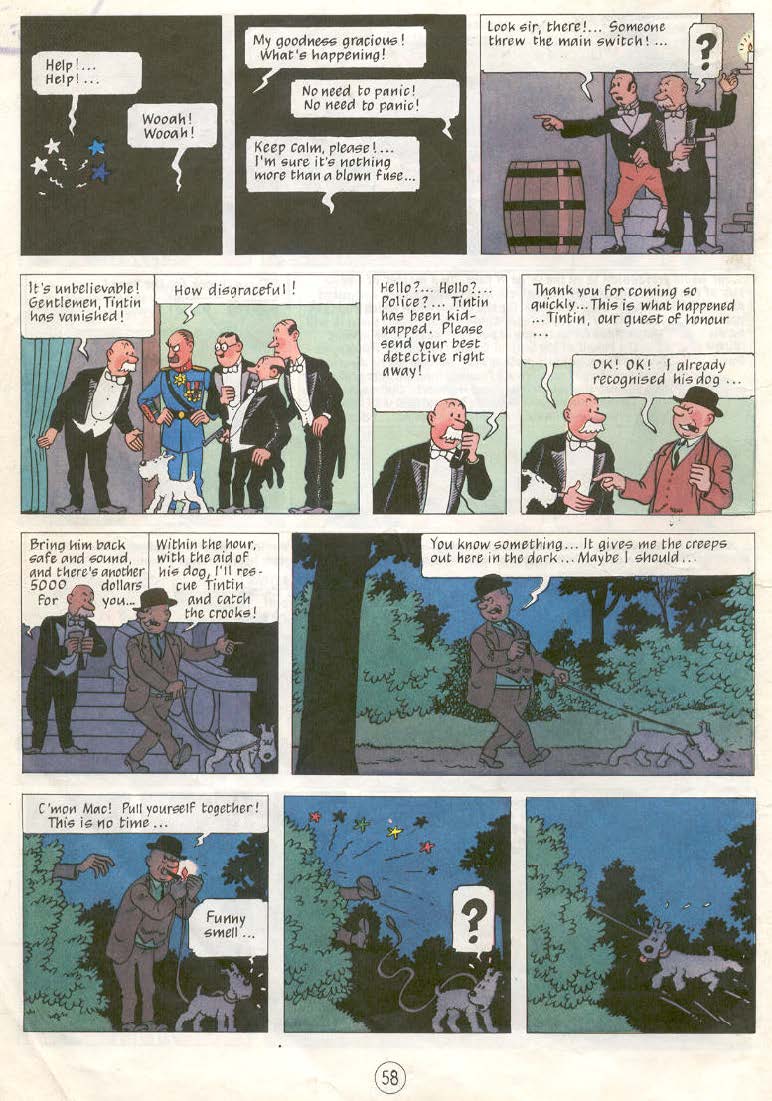 Help!...
Help!...
Wooah!
Wooah!
My goodness gracious!
What's happening!
No need to panic!
No need to panic!
Keep calm, please!...
I'm sure it's nothing
more than a blown fuse...
Look sir, there!... Someone
threw the main switch!...
?
It's unbelievable!
Gentlemen, Tintin
has vanished!
How disgraceful!
Hello?... Hello?...
Police?... Tintin
has been kid-
napped. Please
send your best
detective right
away!
Thank you for coming so
quickly... This is what happened
...Tintin, our guest of honour
...
OK! OK! I already
recognised his dog...
Bring him back
safe and sound,
and there's another
5000 dollars
for you...
Within the hour,
with the aid of
his dog, I'll res-
cue Tintin
and catch
the crooks!
You know something... It gives me the creeps
out here in the dark... Maybe I should...
C'mon Mac! Pull yourself together!
This is no time...
Funny
smell...
?
58